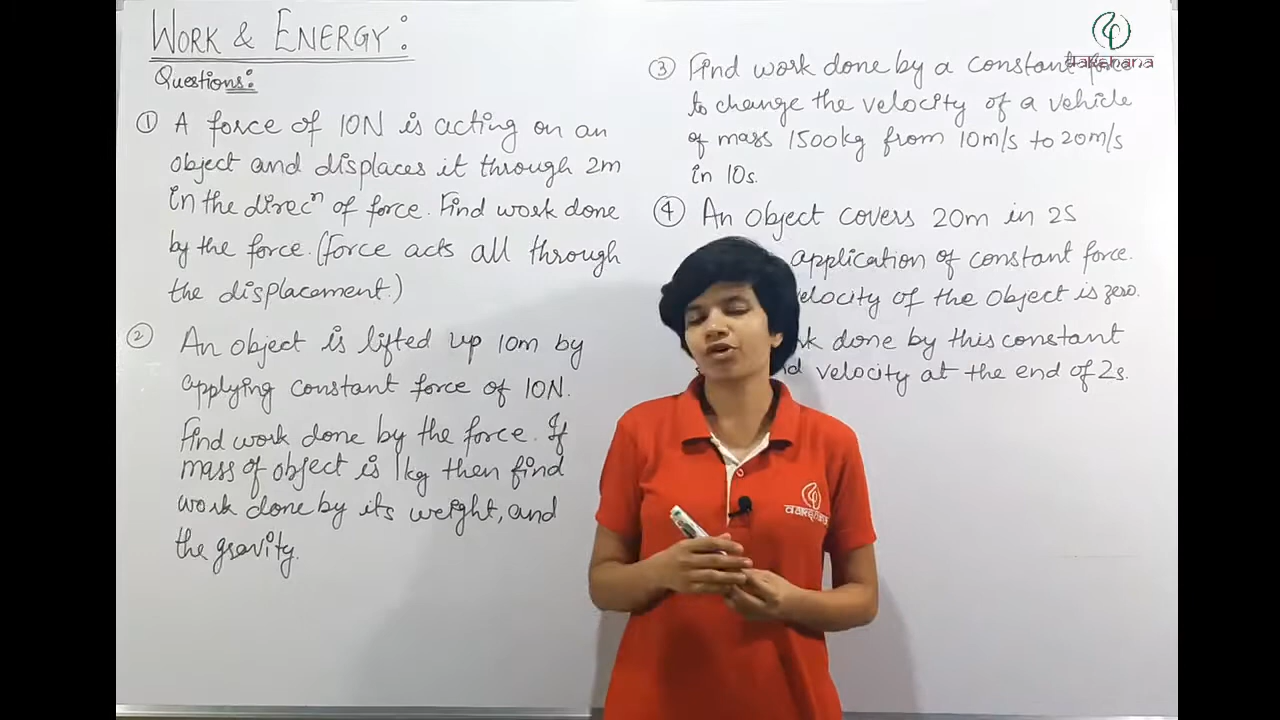 WORK & ENERGY:
Questions:
① A force of 10N is acting on an
object and displaces it through 2m
in the direcⁿ of force. Find work done
by the force. (Force acts all through
the displacement.)
② An object is lifted up 10m by
applying constant force of 10N.
Find work done by the force. If
mass of object is 1kg then find
work done by its weight, and
the gravity.
③ Find work done by a constant force
to change the velocity of a vehicle
of mass 1500kg from 10m/s to 20m/s
in 10s.
④ An object covers 20m in 2s
application of constant force.
velocity of the object is zero.
done by this constant
velocity at the end of 2s.
dakshana
dakshana